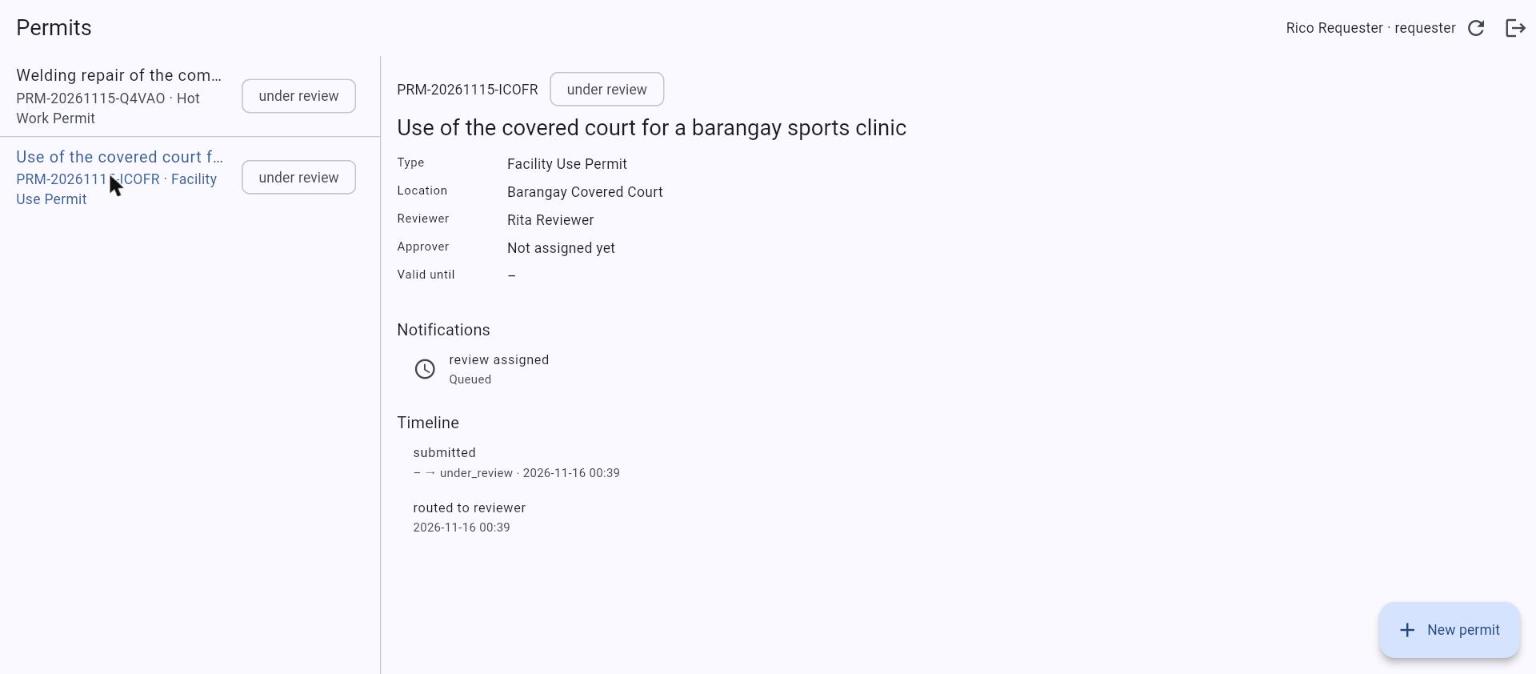 Permits
Rico Requester · requester
Welding repair of the com…
PRM-20261115-Q4VAO · Hot
Work Permit
under review
Use of the covered court f…
PRM-20261115-ICOFR · Facility
Use Permit
under review
PRM-20261115-ICOFR
under review
Use of the covered court for a barangay sports clinic
Type Facility Use Permit
Location Barangay Covered Court
Reviewer Rita Reviewer
Approver Not assigned yet
Valid until –
Notifications
review assigned
Queued
Timeline
submitted
– → under_review · 2026-11-16 00:39
routed to reviewer
2026-11-16 00:39
New permit